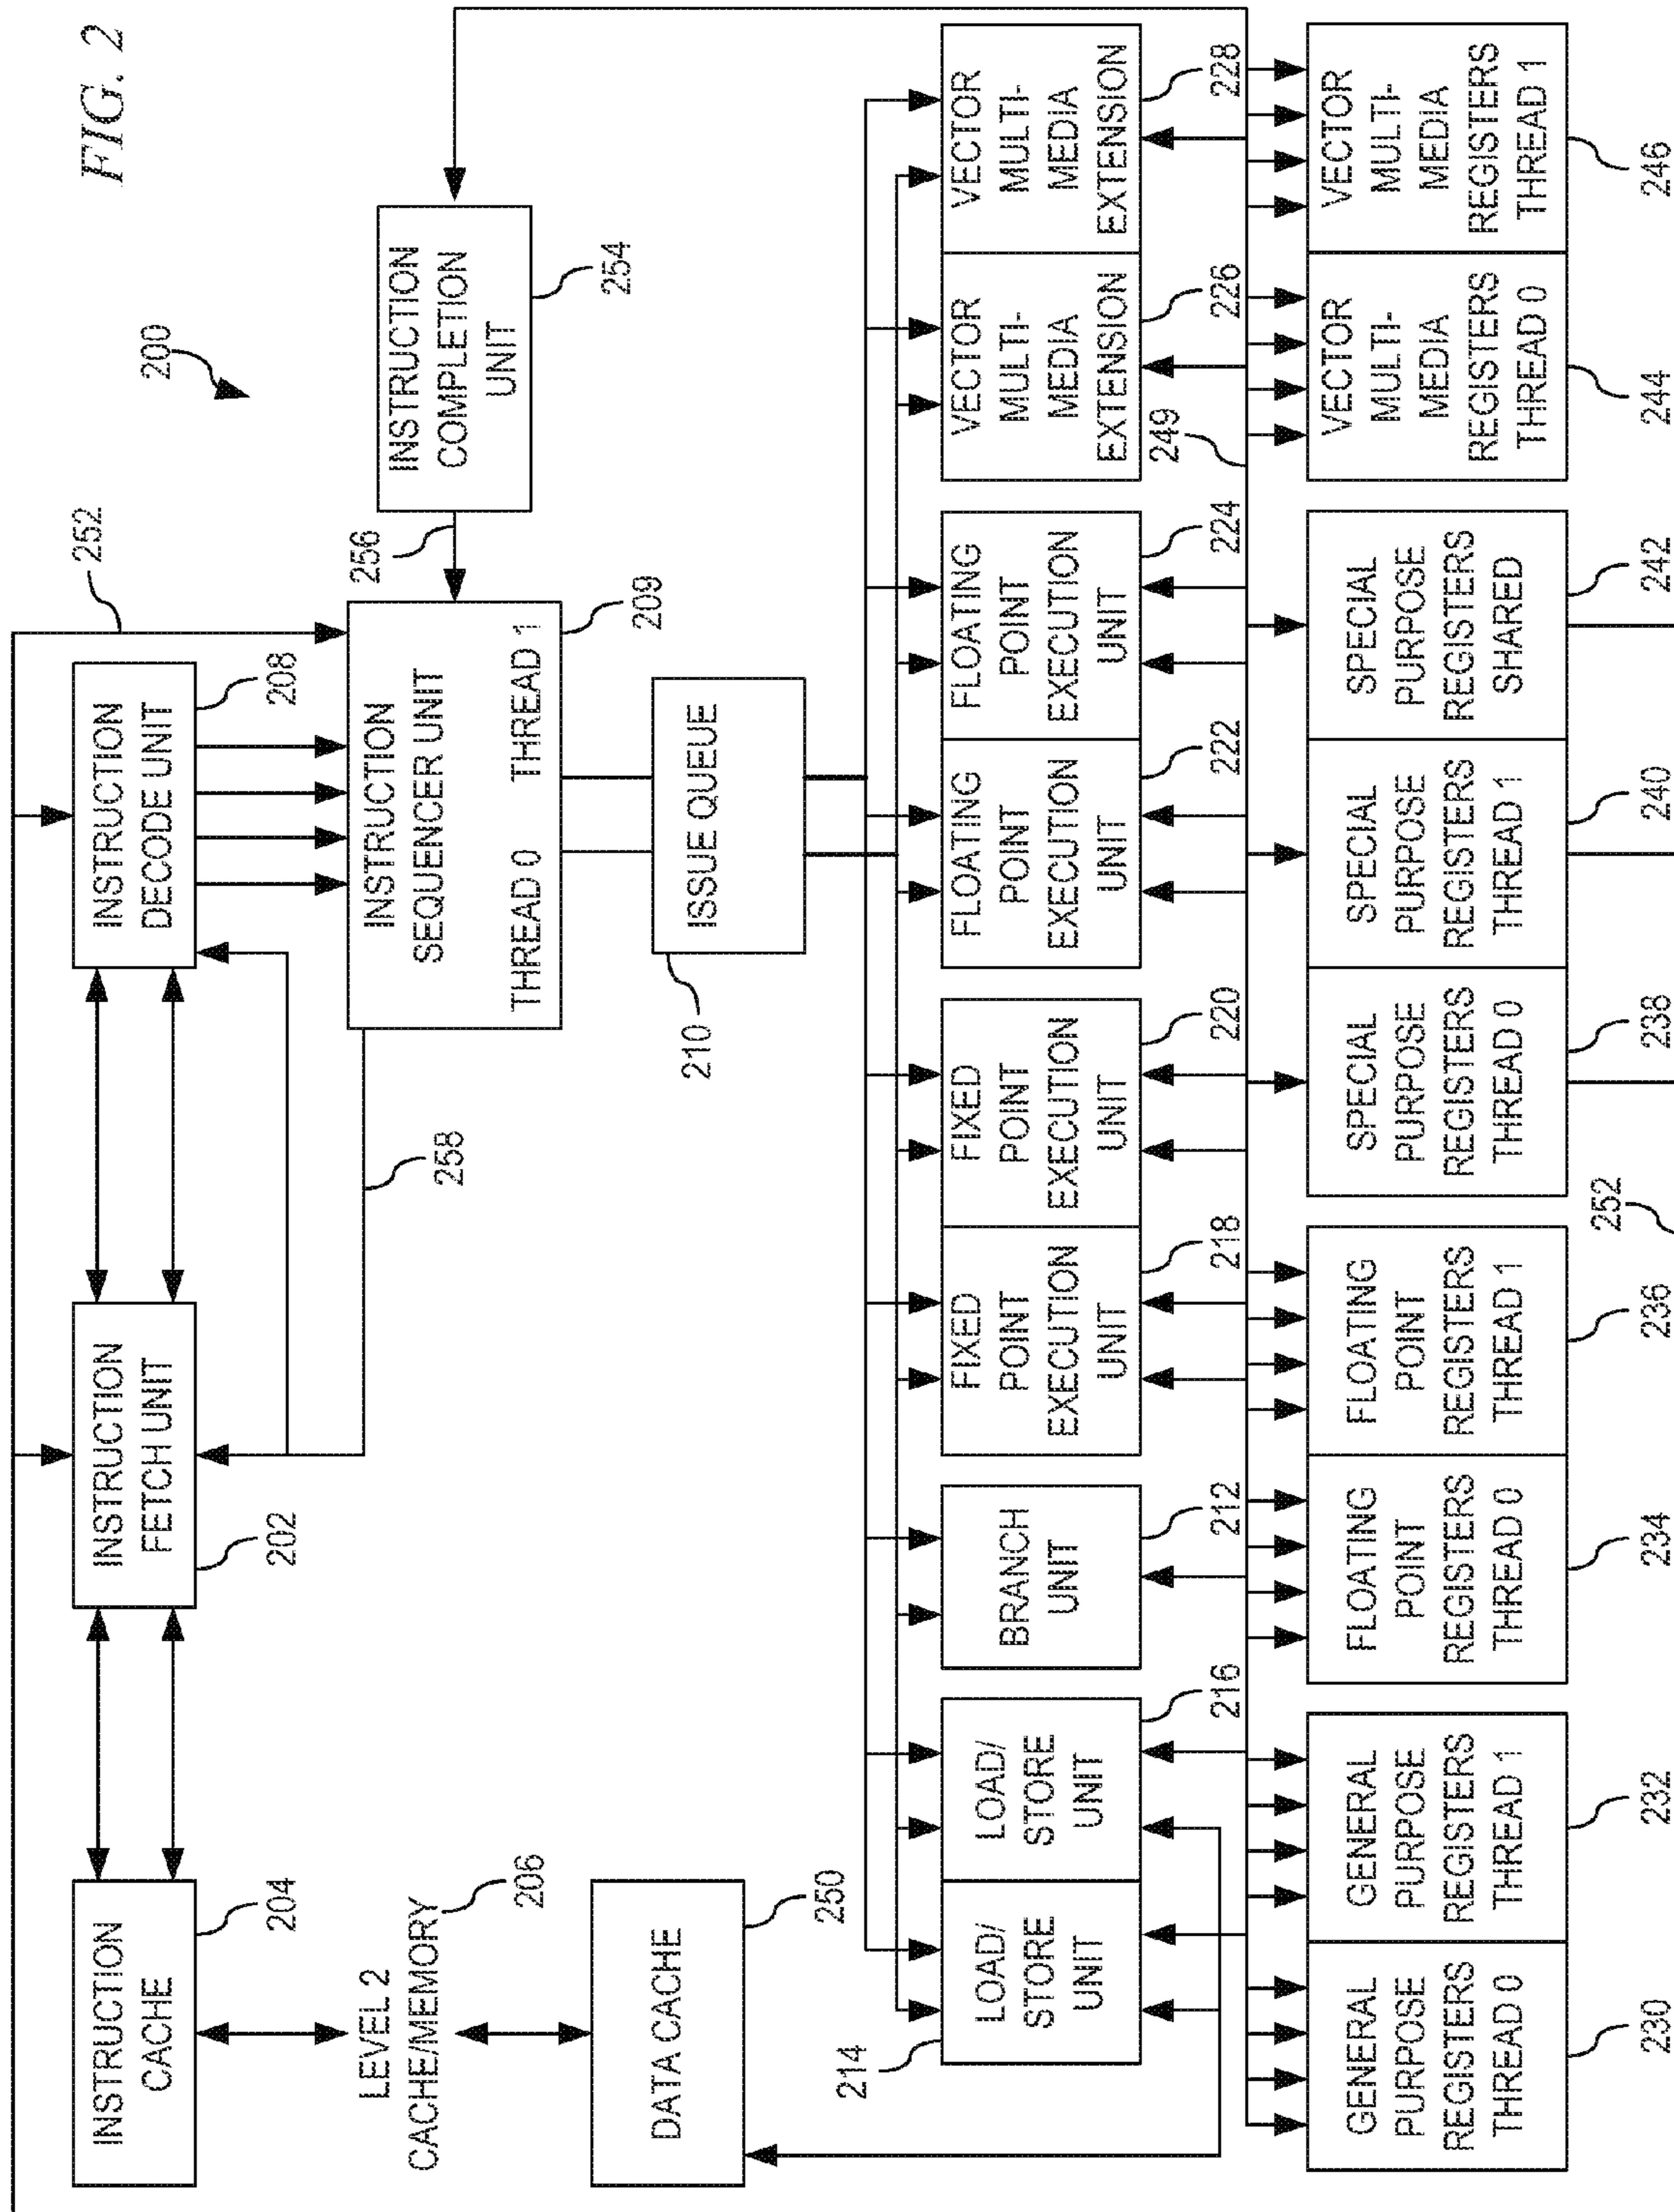 FIG. 2
200
252
INSTRUCTION
CACHE
204
INSTRUCTION
FETCH UNIT
202
INSTRUCTION
DECODE UNIT
208
LEVEL 2
CACHE/MEMORY
206
258
INSTRUCTION
SEQUENCER UNIT
THREAD 0 THREAD 1
209
256
INSTRUCTION
COMPLETION
UNIT
254
DATA CACHE
250
210
ISSUE QUEUE
214
LOAD/
STORE
UNIT
LOAD/
STORE
UNIT
216
BRANCH
UNIT
212
FIXED
POINT
EXECUTION
UNIT
218
FIXED
POINT
EXECUTION
UNIT
220
FLOATING
POINT
EXECUTION
UNIT
222
FLOATING
POINT
EXECUTION
UNIT
224
VECTOR
MULTI-
MEDIA
EXTENSION
226
VECTOR
MULTI-
MEDIA
EXTENSION
228
249
GENERAL
PURPOSE
REGISTERS
THREAD 0
230
GENERAL
PURPOSE
REGISTERS
THREAD 1
232
FLOATING
POINT
REGISTERS
THREAD 0
234
FLOATING
POINT
REGISTERS
THREAD 1
236
SPECIAL
PURPOSE
REGISTERS
THREAD 0
238
SPECIAL
PURPOSE
REGISTERS
THREAD 1
240
SPECIAL
PURPOSE
REGISTERS
SHARED
242
VECTOR
MULTI-
MEDIA
REGISTERS
THREAD 0
244
VECTOR
MULTI-
MEDIA
REGISTERS
THREAD 1
246
252